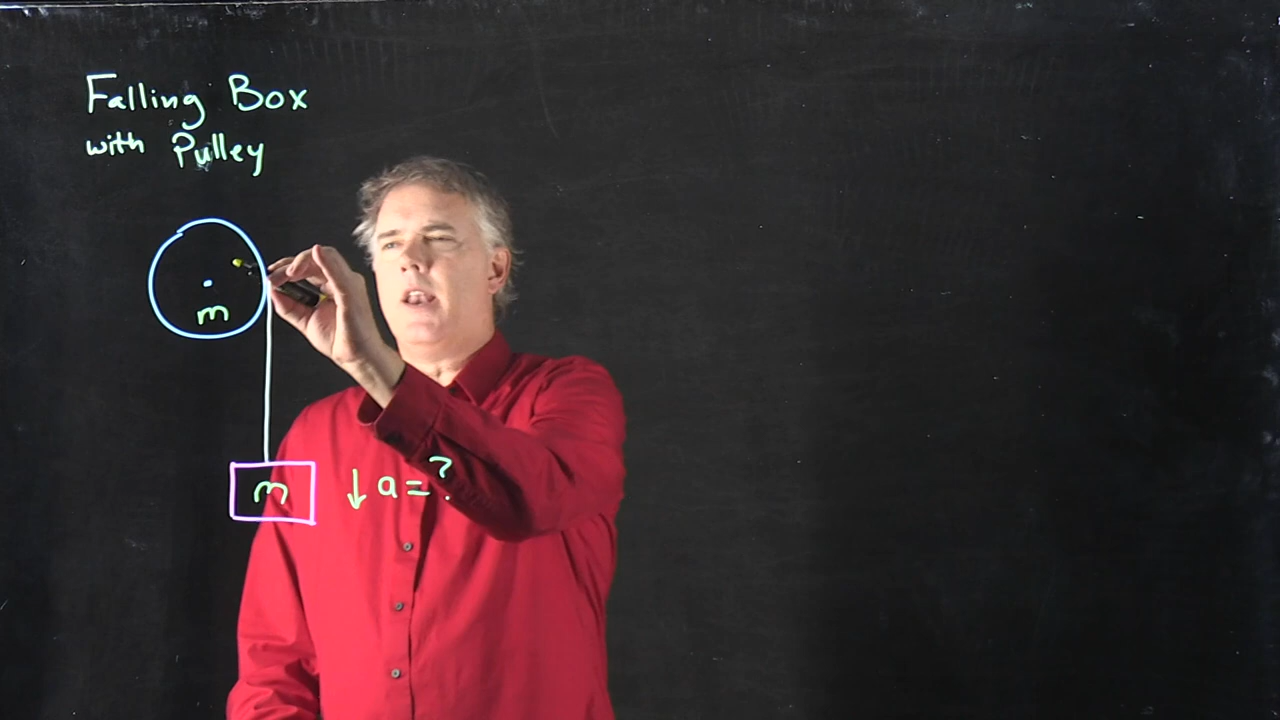 Falling Box
with Pulley
m
m
↓ a = ?